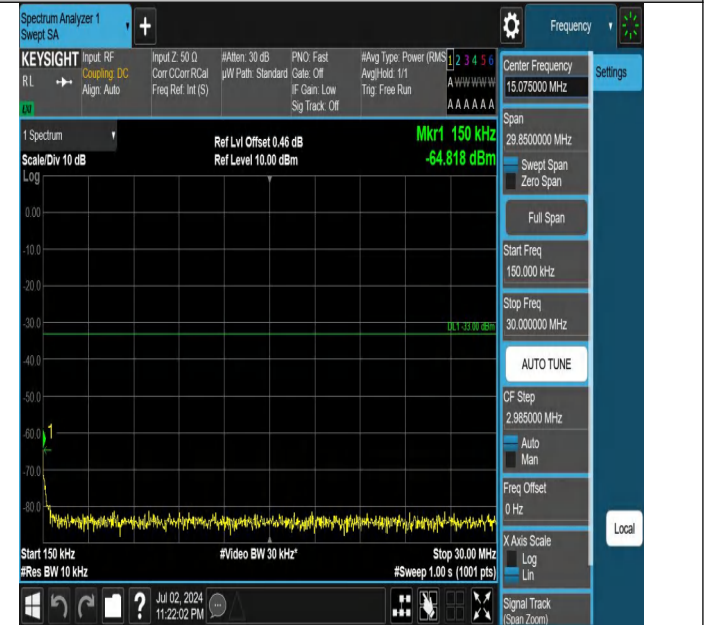 Spectrum Analyzer 1
Swept SA
+
Frequency
KEYSIGHT
RL
Input: RF
Coupling: DC
Align: Auto
Input Z: 50 Ω
Corr CCorr RCal
Freq Ref: Int (S)
#Atten: 30 dB
µW Path: Standard
PNO: Fast
Gate: Off
IF Gain: Low
Sig Track: Off
#Avg Type: Power (RMS
Avg|Hold: 1/1
Trig: Free Run
1 2 3 4 5 6
A W W W W W
A A A A A A
1 Spectrum
Scale/Div 10 dB
Log
Ref Lvl Offset 0.46 dB
Ref Level 10.00 dBm
Mkr1 150 kHz
-64.818 dBm
0.00
-10.0
-20.0
-30.0
DL1 -33.00 dBm
-40.0
-50.0
-60.0
1
-70.0
-80.0
Start 150 kHz
#Res BW 10 kHz
#Video BW 30 kHz*
Stop 30.00 MHz
#Sweep 1.00 s (1001 pts)
?
Jul 02, 2024
11:22:02 PM
Settings
Center Frequency
15.075000 MHz
Span
29.8500000 MHz
Swept Span
Zero Span
Full Span
Start Freq
150.000 kHz
Stop Freq
30.000000 MHz
AUTO TUNE
CF Step
2.985000 MHz
Auto
Man
Freq Offset
0 Hz
X Axis Scale
Log
Lin
Signal Track
(Span Zoom)
Local